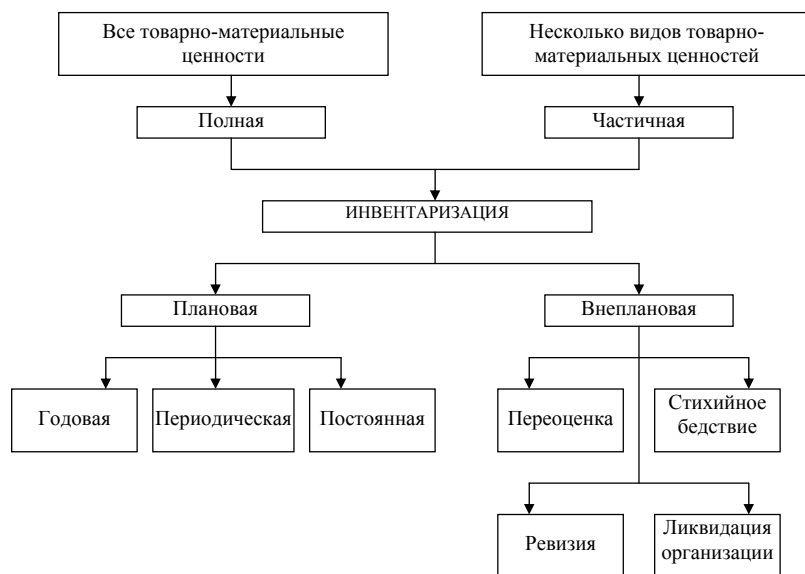 Все товарно-материальные
ценности
Несколько видов товарно-
материальных ценностей
Полная
Частичная
ИНВЕНТАРИЗАЦИЯ
Плановая
Внеплановая
Годовая
Периодическая
Постоянная
Переоценка
Стихийное
бедствие
Ревизия
Ликвидация
организации